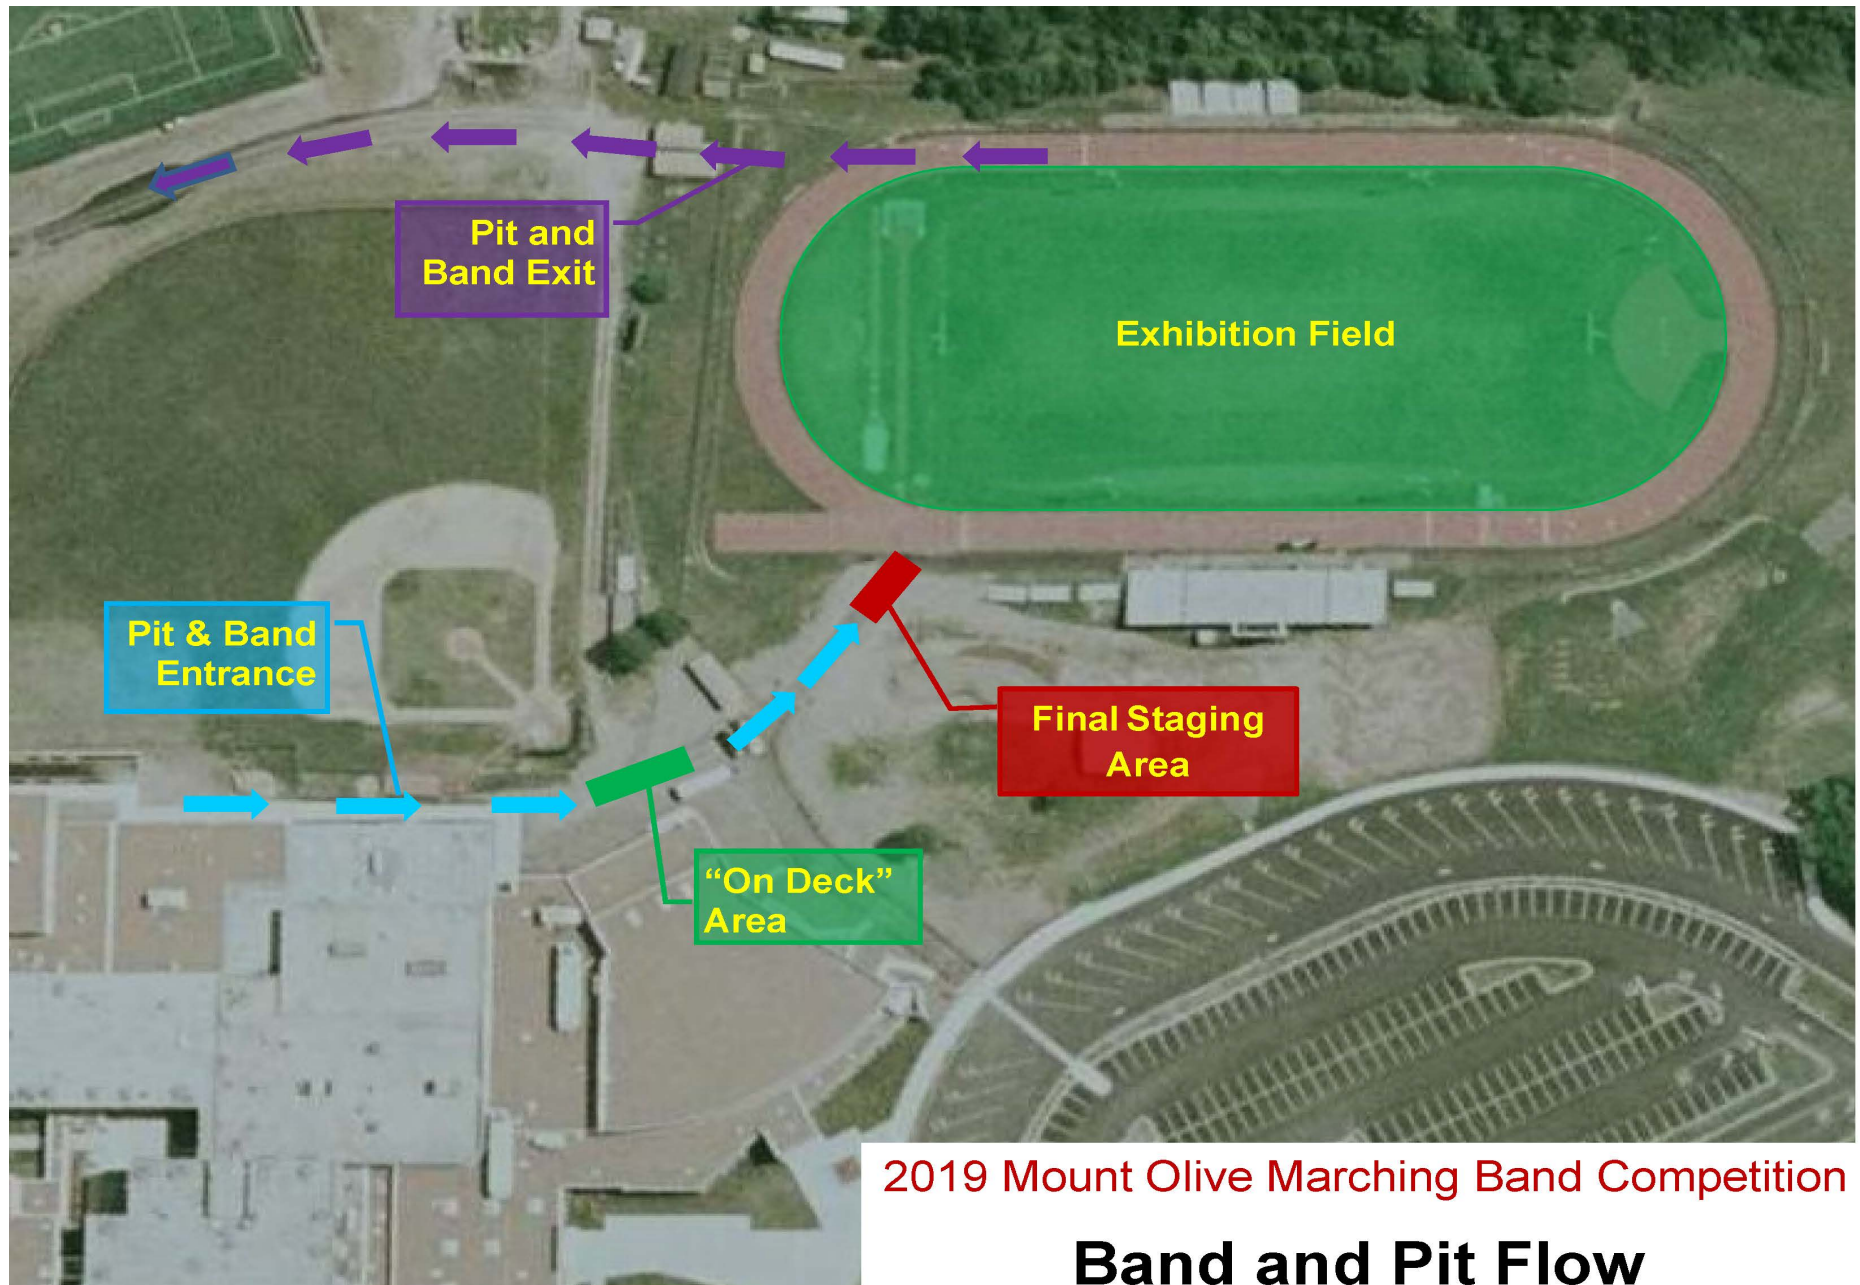 Pit and
Band Exit
Exhibition Field
Pit & Band
Entrance
Final Staging
Area
“On Deck”
Area
2019 Mount Olive Marching Band Competition
Band and Pit Flow